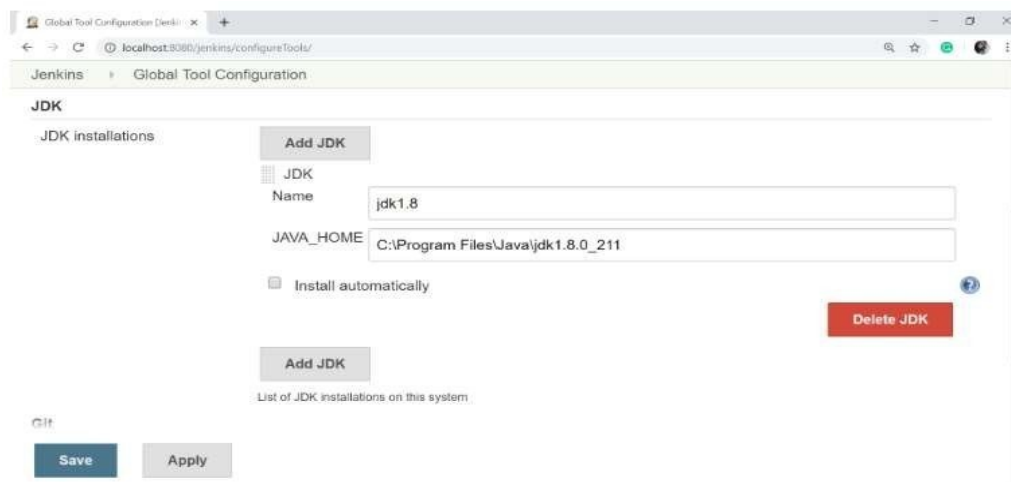 Global Tool Configuration [Jenki
localhost:8080/jenkins/configureTools/
Jenkins Global Tool Configuration
JDK
JDK installations
Add JDK
JDK
Name
jdk1.8
JAVA_HOME
C:\Program Files\Java\jdk1.8.0_211
Install automatically
Delete JDK
Add JDK
List of JDK installations on this system
Git
Save Apply